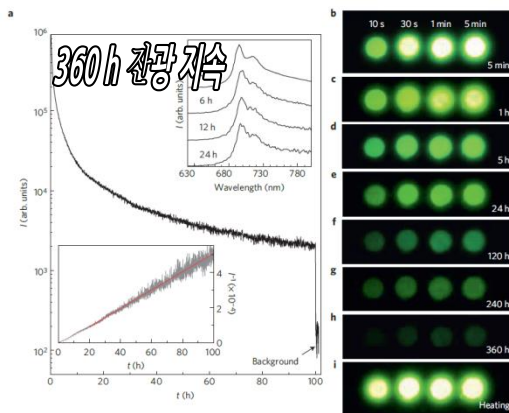 a
10⁶
10⁵
10⁴
10³
10²
I (arb. units)
0 20 40 60 80 100
t (h)
360 h 잔광 지속
I (arb. units)
6 h
12 h
24 h
630 680 730 780
Wavelength (nm)
I⁻¹ (× 10⁻⁴)
4
2
0
0 20 40 60 80 100
t (h)
Background
b
10 s 30 s 1 min 5 min
5 min
c
1 h
d
5 h
e
24 h
f
120 h
g
240 h
h
360 h
i
Heating